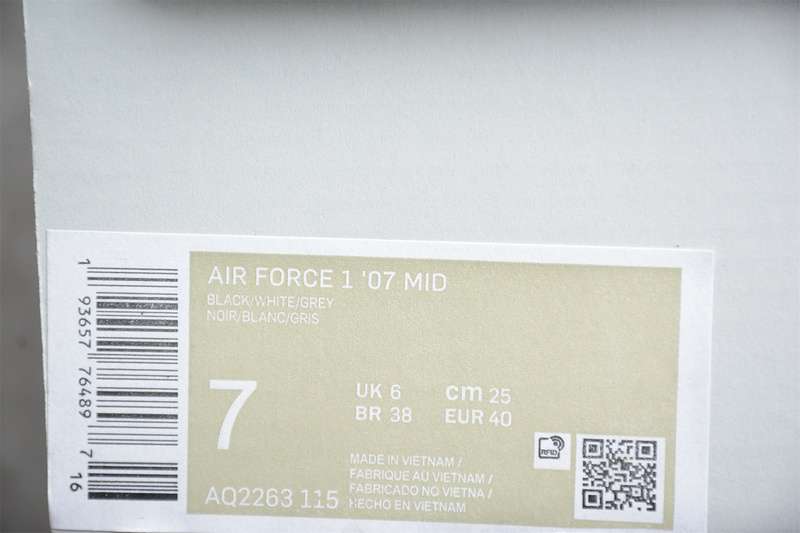 AIR FORCE 1 '07 MID
BLACK/WHITE/GREY
NOIR/BLANC/GRIS
7
UK 6 cm 25
BR 38 EUR 40
MADE IN VIETNAM /
FABRIQUE AU VIETNAM /
FABRICADO NO VIETNA /
HECHO EN VIETNAM
AQ2263 115
RFID
1 93657 76489 7
16